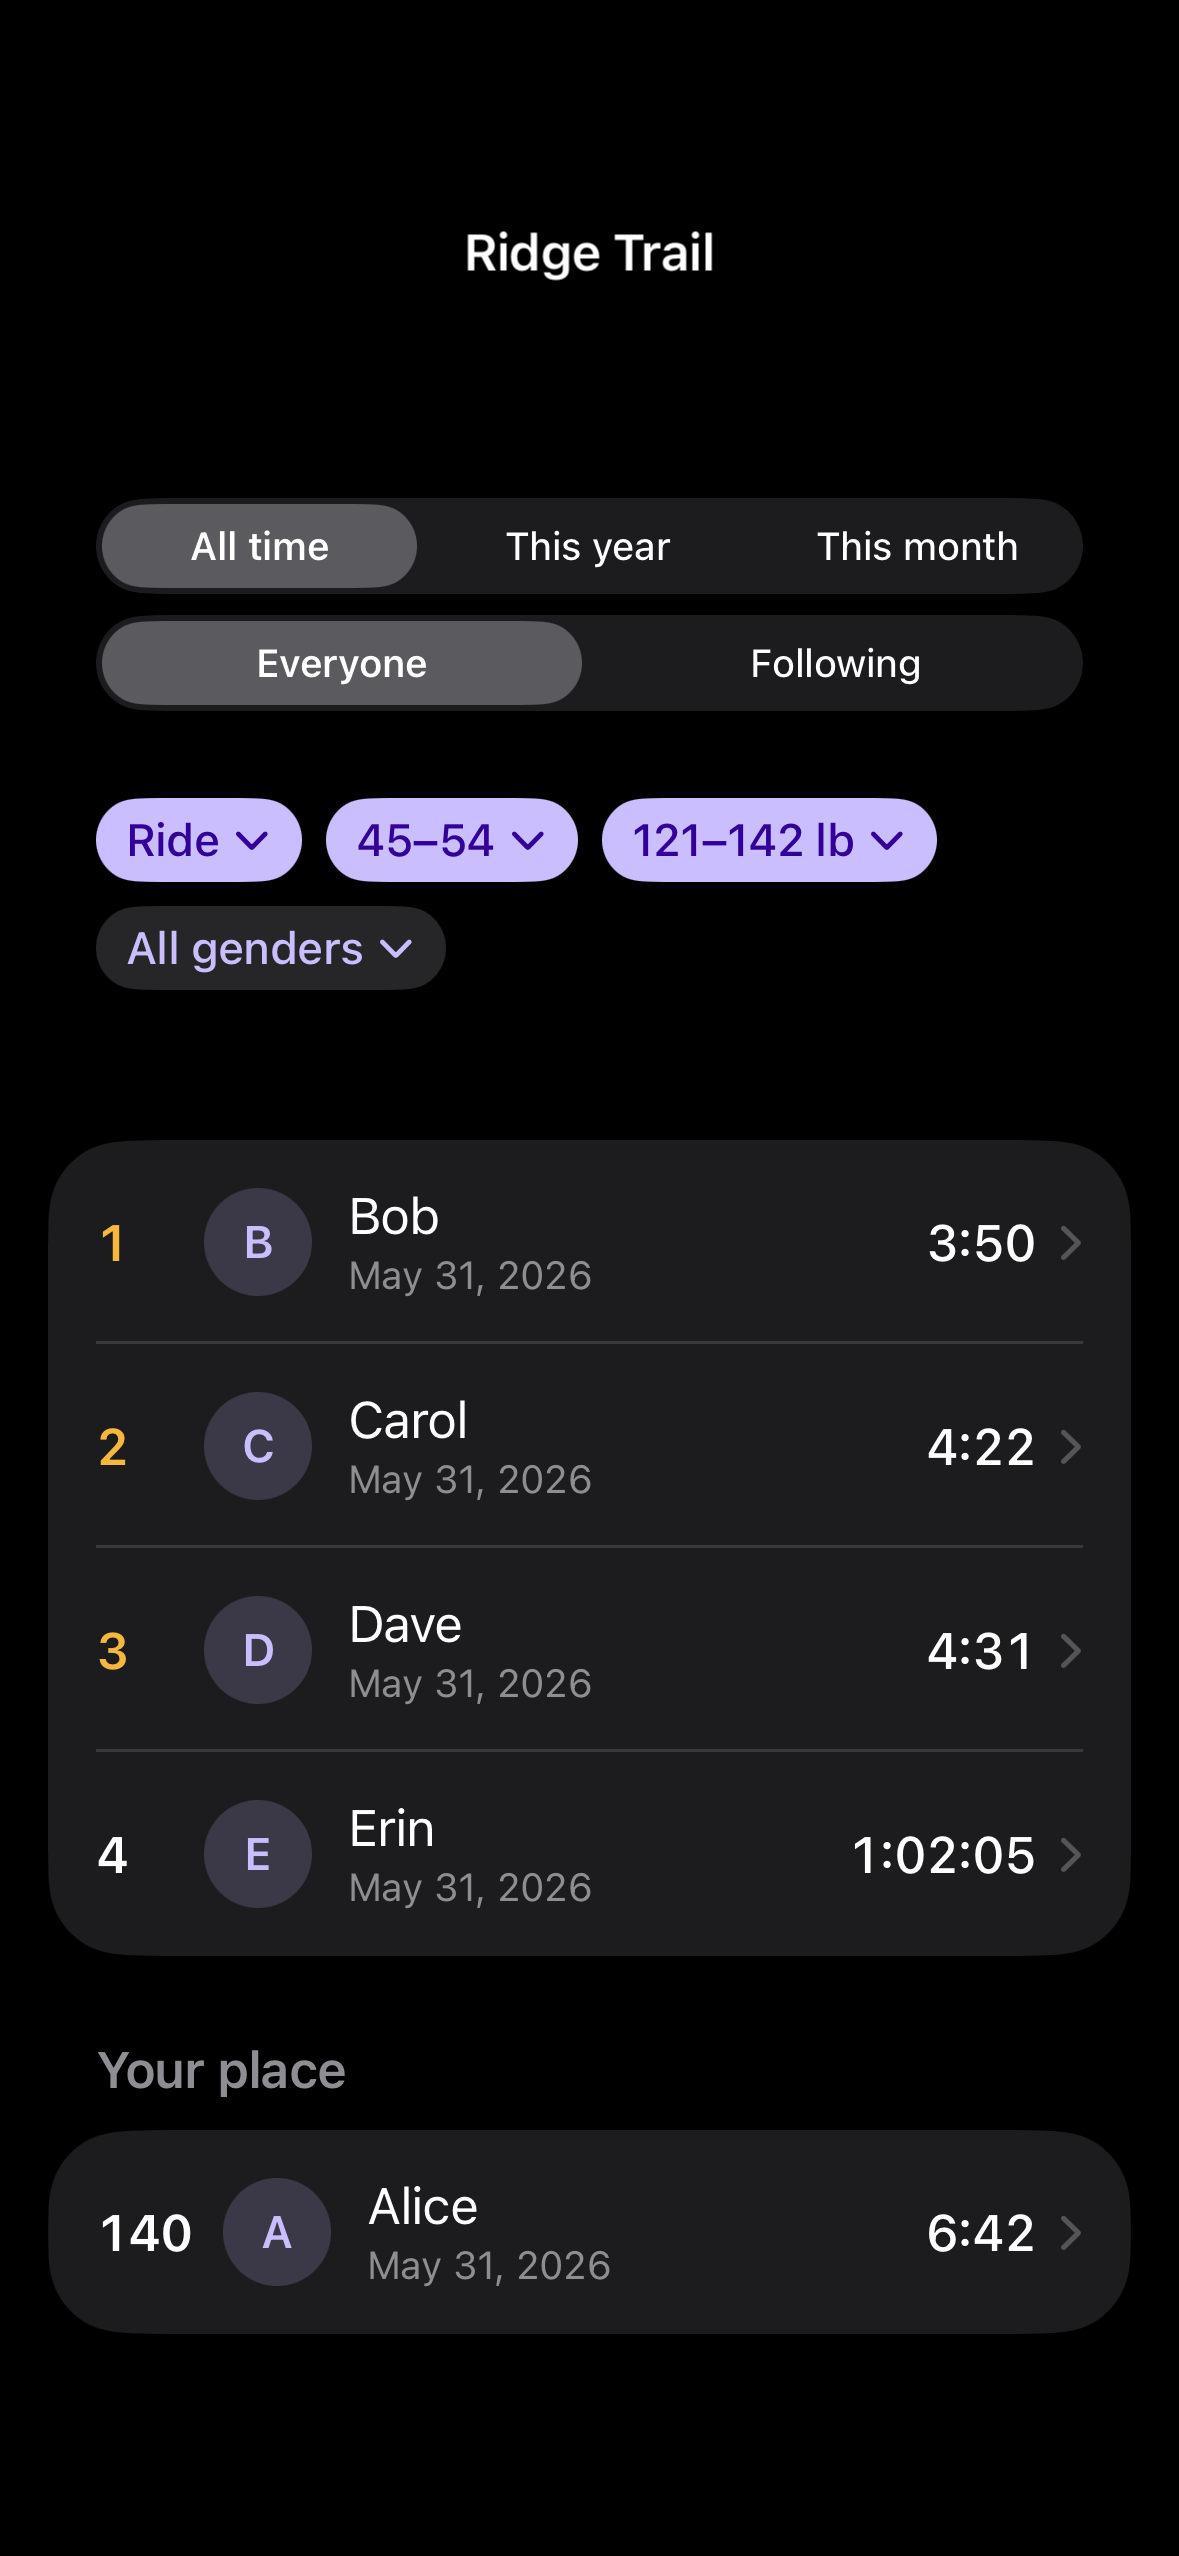 Ridge Trail
All time This year This month
Everyone Following
Ride 45–54 121–142 lb
All genders
1 B Bob 3:50
May 31, 2026
2 C Carol 4:22
May 31, 2026
3 D Dave 4:31
May 31, 2026
4 E Erin 1:02:05
May 31, 2026
Your place
140 A Alice 6:42
May 31, 2026